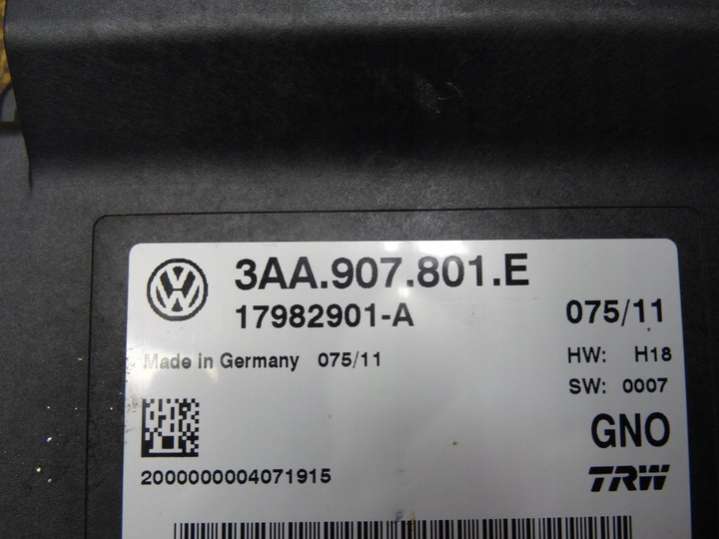 3AA.907.801.E
17982901-A 075/11
Made in Germany 075/11 HW: H18
SW: 0007
GNO
2000000004071915 TRW